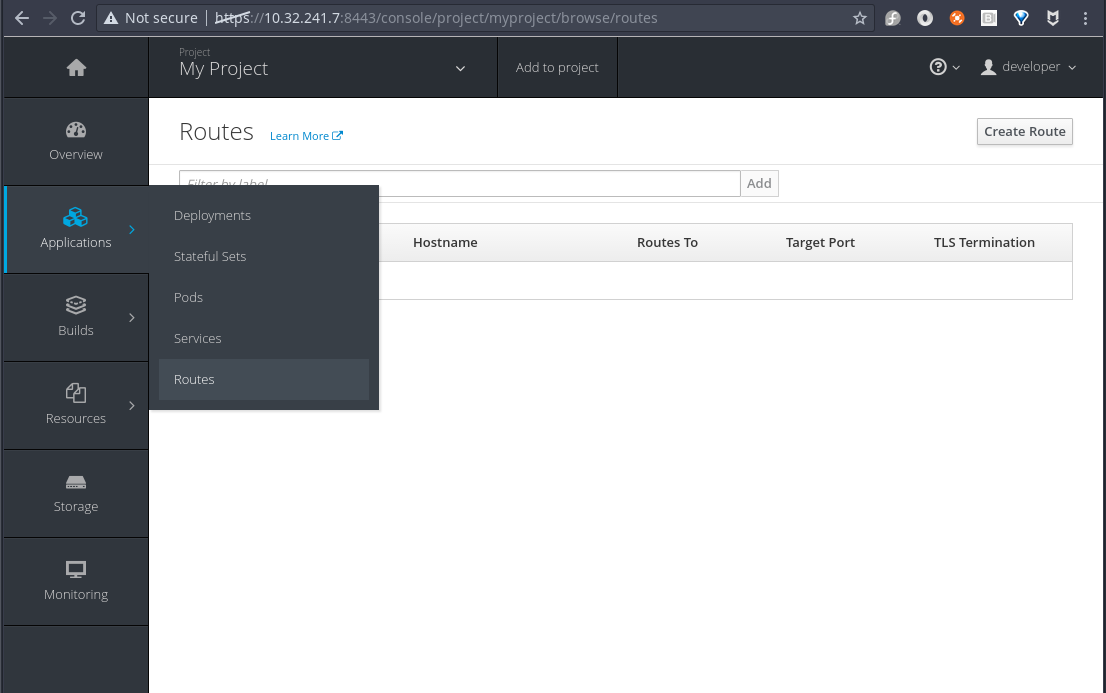 Not secure | https://10.32.241.7:8443/console/project/myproject/browse/routes
Project
My Project
Add to project
developer
Overview
Applications
Builds
Resources
Storage
Monitoring
Routes
Learn More
Create Route
Filter by label
Add
Deployments
Stateful Sets
Pods
Services
Routes
Hostname
Routes To
Target Port
TLS Termination